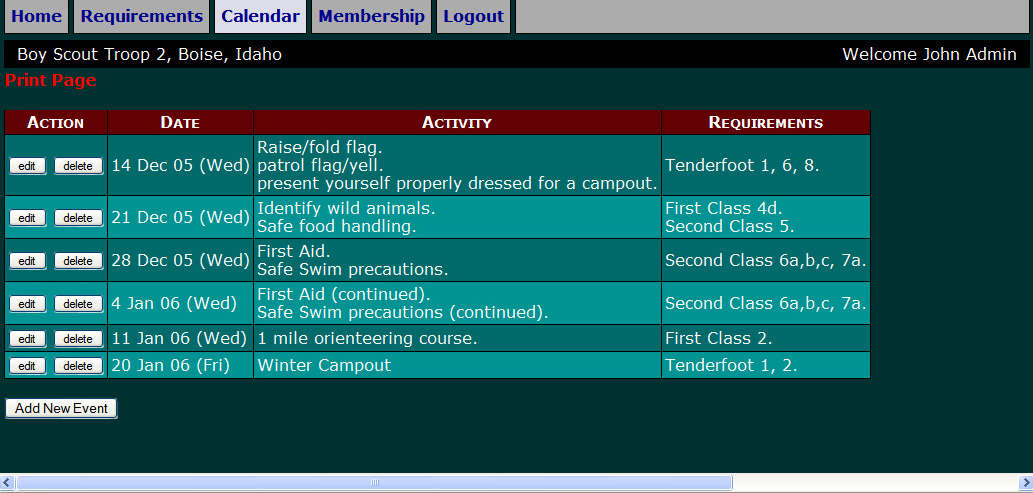 Home Requirements Calendar Membership Logout
Boy Scout Troop 2, Boise, Idaho Welcome John Admin
Print Page
Action Date Activity Requirements
edit delete 14 Dec 05 (Wed) Raise/fold flag.
patrol flag/yell.
present yourself properly dressed for a campout. Tenderfoot 1, 6, 8.
edit delete 21 Dec 05 (Wed) Identify wild animals. First Class 4d.
Safe food handling. Second Class 5.
edit delete 28 Dec 05 (Wed) First Aid.
Safe Swim precautions. Second Class 6a,b,c, 7a.
edit delete 4 Jan 06 (Wed) First Aid (continued).
Safe Swim precautions (continued). Second Class 6a,b,c, 7a.
edit delete 11 Jan 06 (Wed) 1 mile orienteering course. First Class 2.
edit delete 20 Jan 06 (Fri) Winter Campout Tenderfoot 1, 2.
Add New Event